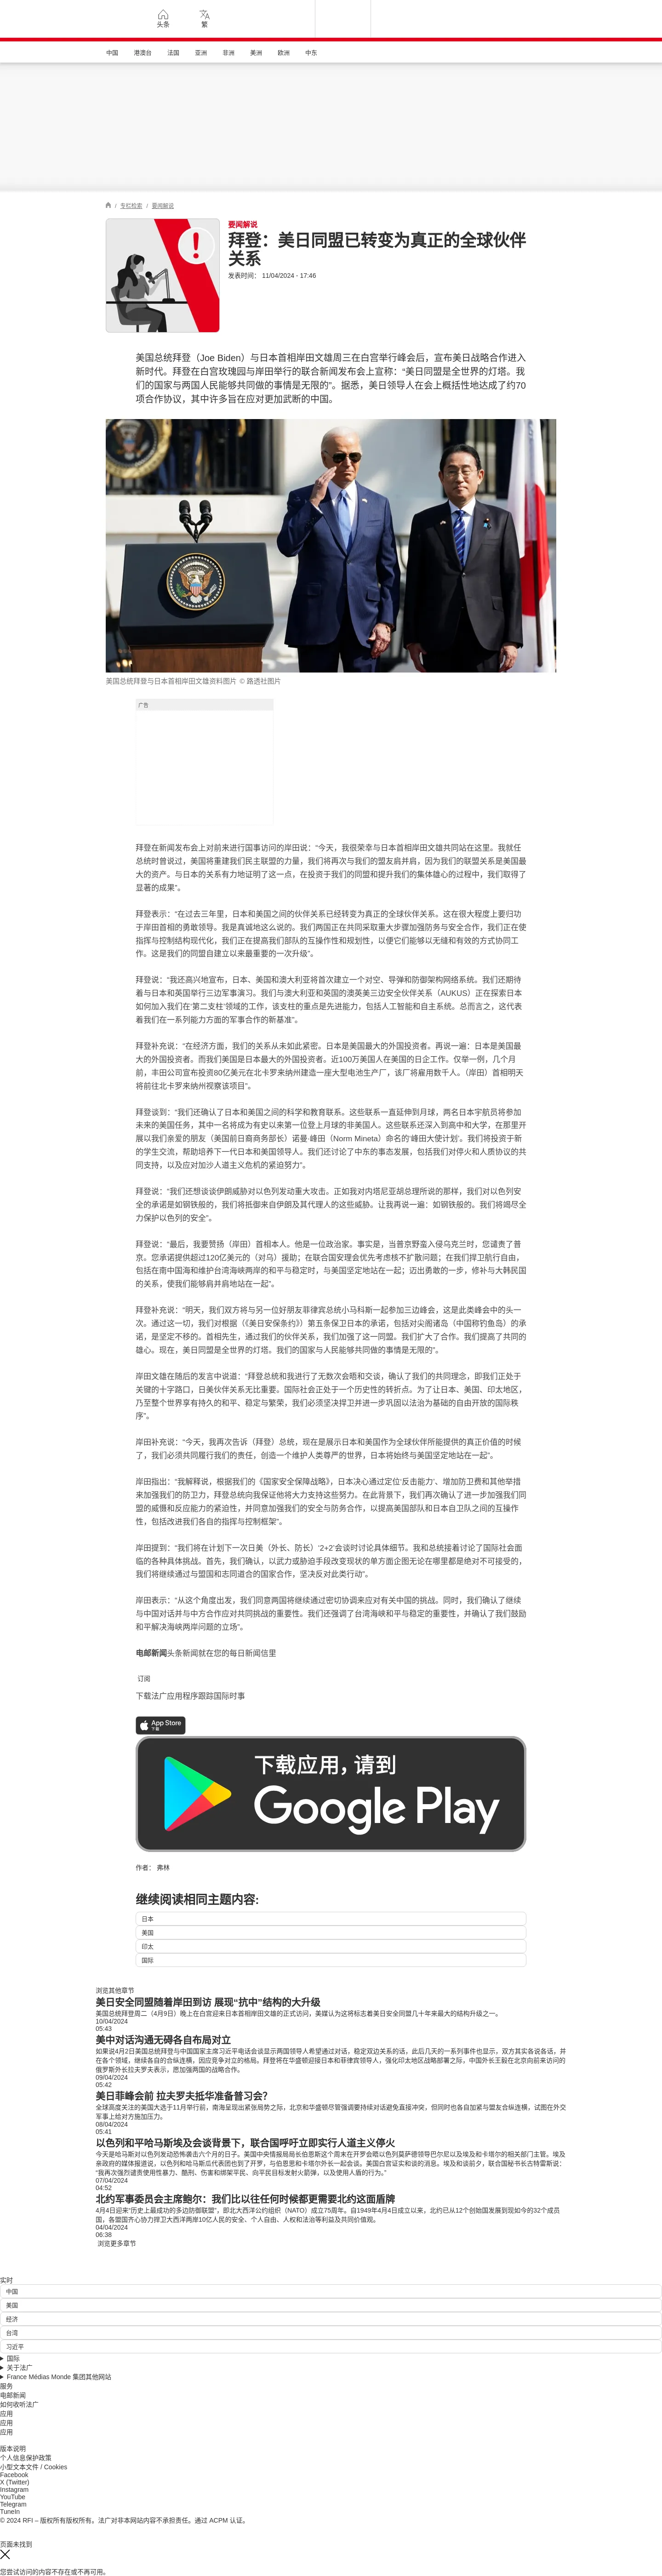 头条
繁
中国
港澳台
法国
亚洲
非洲
美洲
欧洲
中东
/ 专栏检索 / 要闻解说
要闻解说
拜登：美日同盟已转变为真正的全球伙伴
关系
发表时间： 11/04/2024 - 17:46
美国总统拜登（Joe Biden）与日本首相岸田文雄周三在白宫举行峰会后，宣布美日战略合作进入
新时代。拜登在白宫玫瑰园与岸田举行的联合新闻发布会上宣称：“美日同盟是全世界的灯塔。我
们的国家与两国人民能够共同做的事情是无限的”。据悉，美日领导人在会上概括性地达成了约70
项合作协议，其中许多旨在应对更加武断的中国。
美国总统拜登与日本首相岸田文雄资料图片 © 路透社图片
广告
拜登在新闻发布会上对前来进行国事访问的岸田说：“今天，我很荣幸与日本首相岸田文雄共同站在这里。我就任
总统时曾说过，美国将重建我们民主联盟的力量，我们将再次与我们的盟友肩并肩，因为我们的联盟关系是美国最
大的资产。与日本的关系有力地证明了这一点，在投资于我们的同盟和提升我们的集体雄心的过程中，我们取得了
显著的成果”。
拜登表示：“在过去三年里，日本和美国之间的伙伴关系已经转变为真正的全球伙伴关系。这在很大程度上要归功
于岸田首相的勇敢领导。我是真诚地这么说的。我们两国正在共同采取重大步骤加强防务与安全合作，我们正在使
指挥与控制结构现代化，我们正在提高我们部队的互操作性和规划性，以便它们能够以无缝和有效的方式协同工
作。这是我们的同盟自建立以来最重要的一次升级”。
拜登说：“我还高兴地宣布，日本、美国和澳大利亚将首次建立一个对空、导弹和防御架构网络系统。我们还期待
着与日本和英国举行三边军事演习。我们与澳大利亚和英国的澳英美三边安全伙伴关系（AUKUS）正在探索日本
如何加入我们在‘第二支柱’领域的工作，该支柱的重点是先进能力，包括人工智能和自主系统。总而言之，这代表
着我们在一系列能力方面的军事合作的新基准”。
拜登补充说：“在经济方面，我们的关系从未如此紧密。日本是美国最大的外国投资者。再说一遍：日本是美国最
大的外国投资者。而我们美国是日本最大的外国投资者。近100万美国人在美国的日企工作。仅举一例，几个月
前，丰田公司宣布投资80亿美元在北卡罗来纳州建造一座大型电池生产厂，该厂将雇用数千人。（岸田）首相明天
将前往北卡罗来纳州视察该项目”。
拜登谈到：“我们还确认了日本和美国之间的科学和教育联系。这些联系一直延伸到月球，两名日本宇航员将参加
未来的美国任务，其中一名将成为有史以来第一位登上月球的非美国人。这些联系还深入到高中和大学，在那里开
展以我们亲爱的朋友（美国前日裔商务部长）诺曼·峰田（Norm Mineta）命名的‘峰田大使计划’。我们将投资于新
的学生交流，帮助培养下一代日本和美国领导人。我们还讨论了中东的事态发展，包括我们对停火和人质协议的共
同支持，以及应对加沙人道主义危机的紧迫努力”。
拜登说：“我们还想谈谈伊朗威胁对以色列发动重大攻击。正如我对内塔尼亚胡总理所说的那样，我们对以色列安
全的承诺是如钢铁般的，我们将抵御来自伊朗及其代理人的这些威胁。让我再说一遍：如钢铁般的。我们将竭尽全
力保护以色列的安全”。
拜登说：“最后，我要赞扬（岸田）首相本人。他是一位政治家。事实是，当普京野蛮入侵乌克兰时，您谴责了普
京。您承诺提供超过120亿美元的（对乌）援助；在联合国安理会优先考虑核不扩散问题；在我们捍卫航行自由，
包括在南中国海和维护台湾海峡两岸的和平与稳定时，与美国坚定地站在一起；迈出勇敢的一步，修补与大韩民国
的关系，使我们能够肩并肩地站在一起”。
拜登补充说：“明天，我们双方将与另一位好朋友菲律宾总统小马科斯一起参加三边峰会，这是此类峰会中的头一
次。通过这一切，我们对根据（《美日安保条约》）第五条保卫日本的承诺，包括对尖阁诸岛（中国称钓鱼岛）的承
诺，是坚定不移的。首相先生，通过我们的伙伴关系，我们加强了这一同盟。我们扩大了合作。我们提高了共同的
雄心。现在，美日同盟是全世界的灯塔。我们的国家与人民能够共同做的事情是无限的”。
岸田文雄在随后的发言中说道：“拜登总统和我进行了无数次会晤和交谈，确认了我们的共同理念，即我们正处于
关键的十字路口，日美伙伴关系无比重要。国际社会正处于一个历史性的转折点。为了让日本、美国、印太地区，
乃至整个世界享有持久的和平、稳定与繁荣，我们必须坚决捍卫并进一步巩固以法治为基础的自由开放的国际秩
序”。
岸田补充说：“今天，我再次告诉（拜登）总统，现在是展示日本和美国作为全球伙伴所能提供的真正价值的时候
了，我们必须共同履行我们的责任，创造一个维护人类尊严的世界，日本将始终与美国坚定地站在一起”。
岸田指出：“我解释说，根据我们的《国家安全保障战略》，日本决心通过定位‘反击能力’、增加防卫费和其他举措
来加强我们的防卫力，拜登总统向我保证他将大力支持这些努力。在此背景下，我们再次确认了进一步加强我们同
盟的威慑和反应能力的紧迫性，并同意加强我们的安全与防务合作，以提高美国部队和日本自卫队之间的互操作
性，包括改进我们各自的指挥与控制框架”。
岸田提到：“我们将在计划下一次日美（外长、防长）‘2+2’会谈时讨论具体细节。我和总统接着讨论了国际社会面
临的各种具体挑战。首先，我们确认，以武力或胁迫手段改变现状的单方面企图无论在哪里都是绝对不可接受的，
我们将继续通过与盟国和志同道合的国家合作，坚决反对此类行动”。
岸田表示：“从这个角度出发，我们同意两国将继续通过密切协调来应对有关中国的挑战。同时，我们确认了继续
与中国对话并与中方合作应对共同挑战的重要性。我们还强调了台湾海峡和平与稳定的重要性，并确认了我们鼓励
和平解决海峡两岸问题的立场”。
电邮新闻头条新闻就在您的每日新闻信里
订阅
下载法广应用程序跟踪国际时事
App Store
下载
下载应用，请到
Google Play
作者： 弗林
继续阅读相同主题内容:
日本
美国
印太
国际
浏览其他章节
美日安全同盟随着岸田到访 展现“抗中”结构的大升级
美国总统拜登周二（4月9日）晚上在白宫迎来日本首相岸田文雄的正式访问，美媒认为这将标志着美日安全同盟几十年来最大的结构升级之一。
10/04/2024
05:43
美中对话沟通无碍各自布局对立
如果说4月2日美国总统拜登与中国国家主席习近平电话会谈显示两国领导人希望通过对话，稳定双边关系的话，此后几天的一系列事件也显示，双方其实各说各话，并
在各个领域，继续各自的合纵连横，因应竞争对立的格局。拜登将在华盛顿迎接日本和菲律宾领导人，强化印太地区战略部署之际，中国外长王毅在北京向前来访问的
俄罗斯外长拉夫罗夫表示，愿加强两国的战略合作。
09/04/2024
05:42
美日菲峰会前 拉夫罗夫抵华准备普习会？
全球高度关注的美国大选于11月举行前，南海呈现出紧张局势之际，北京和华盛顿尽管强调要持续对话避免直接冲突，但同时也各自加紧与盟友合纵连横，试图在外交
军事上给对方施加压力。
08/04/2024
05:41
以色列和平哈马斯埃及会谈背景下，联合国呼吁立即实行人道主义停火
今天是哈马斯对以色列发动恐怖袭击六个月的日子。美国中央情报局局长伯恩斯这个周末在开罗会晤以色列莫萨德领导巴尔尼以及埃及和卡塔尔的相关部门主管。埃及
亲政府的媒体报道说，以色列和哈马斯瓜代表团也到了开罗，与伯恩思和卡塔尔外长一起会谈。美国白宫证实和谈的消息。埃及和谈前夕，联合国秘书长古特雷斯说：
“我再次强烈谴责使用性暴力、酷刑、伤害和绑架平民、向平民目标发射火箭弹，以及使用人盾的行为。”
07/04/2024
04:52
北约军事委员会主席鲍尔：我们比以往任何时候都更需要北约这面盾牌
4月4日迎来“历史上最成功的多边防御联盟”，即北大西洋公约组织（NATO）成立75周年。自1949年4月4日成立以来，北约已从12个创始国发展到现如今的32个成员
国，各盟国齐心协力捍卫大西洋两岸10亿人民的安全、个人自由、人权和法治等利益及共同价值观。
04/04/2024
06:38
浏览更多章节
实时
中国
美国
经济
台湾
习近平
国际
关于法广
France Médias Monde 集团其他网站
服务
电邮新闻
如何收听法广
应用
应用
应用
版本说明
个人信息保护政策
小型文本文件 / Cookies
Facebook
X (Twitter)
Instagram
YouTube
Telegram
TuneIn
© 2024 RFI – 版权所有版权所有。法广对非本网站内容不承担责任。通过 ACPM 认证。
页面未找到
您尝试访问的内容不存在或不再可用。